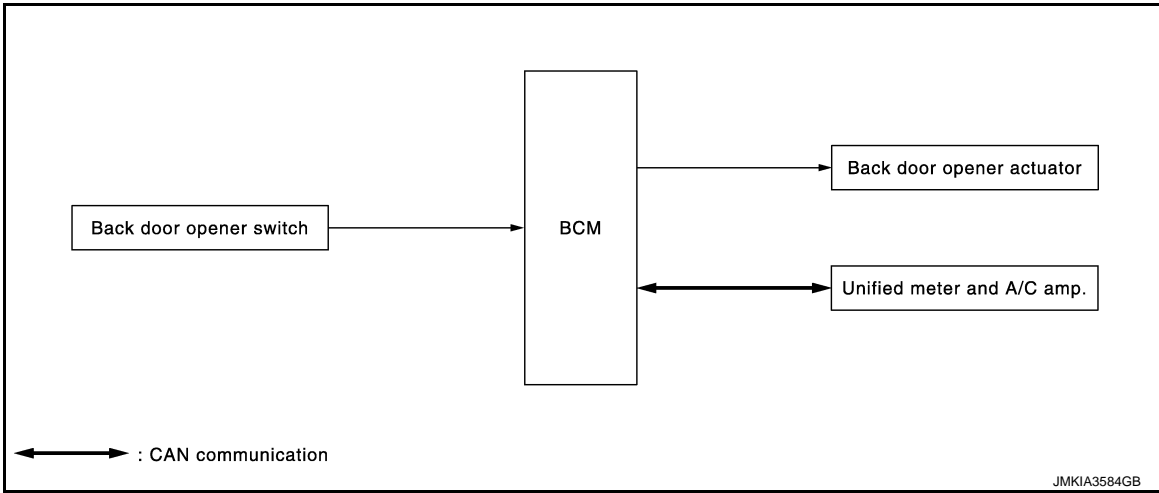 Back door opener switch
BCM
Back door opener actuator
Unified meter and A/C amp.
: CAN communication
JMKIA3584GB